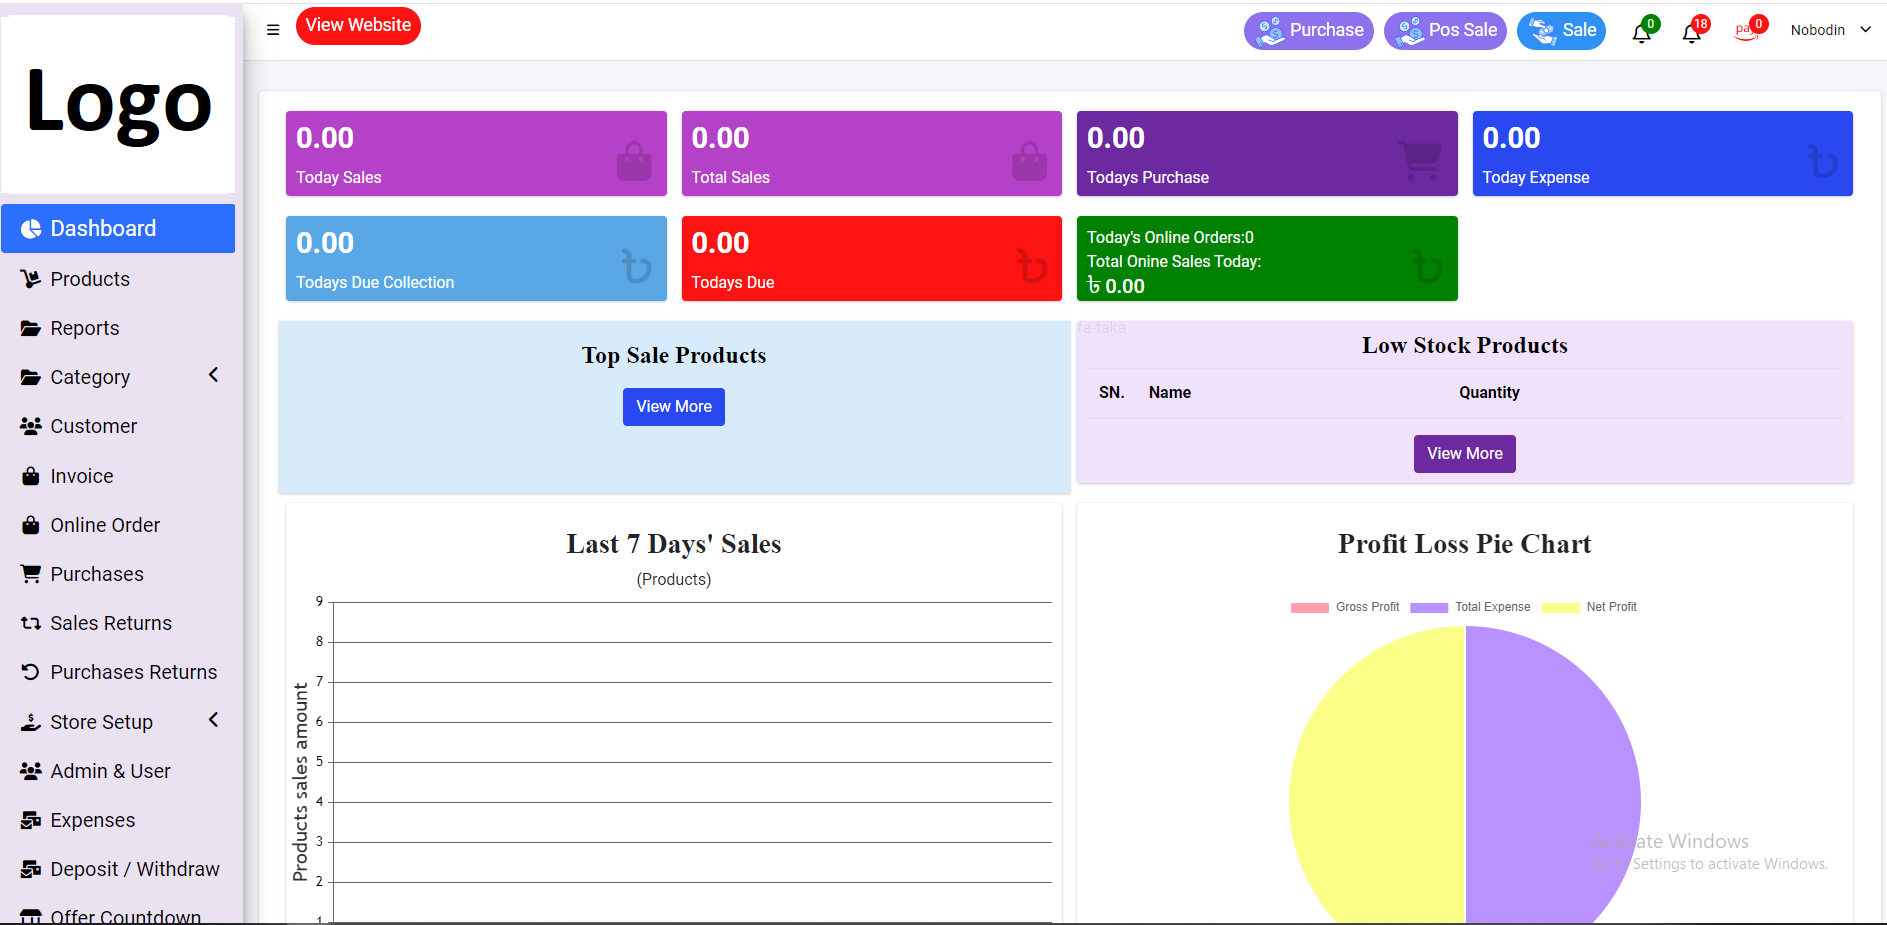 Logo
View Website
Purchase
Pos Sale
Sale
0
18
pay
0
Nobodin
Dashboard
Products
Reports
Category
Customer
Invoice
Online Order
Purchases
Sales Returns
Purchases Returns
Store Setup
Admin & User
Expenses
Deposit / Withdraw
Offer Countdown
0.00
Today Sales
0.00
Total Sales
0.00
Todays Purchase
0.00
Today Expense
৳
0.00
Todays Due Collection
৳
0.00
Todays Due
৳
Today's Online Orders:0
Total Onine Sales Today:
৳ 0.00
৳
Top Sale Products
View More
fa-taka
Low Stock Products
SN. Name Quantity
View More
Last 7 Days' Sales
(Products)
Products sales amount
9
8
7
6
5
4
3
2
1
Profit Loss Pie Chart
Gross Profit Total Expense Net Profit
Activate Windows
Go to Settings to activate Windows.